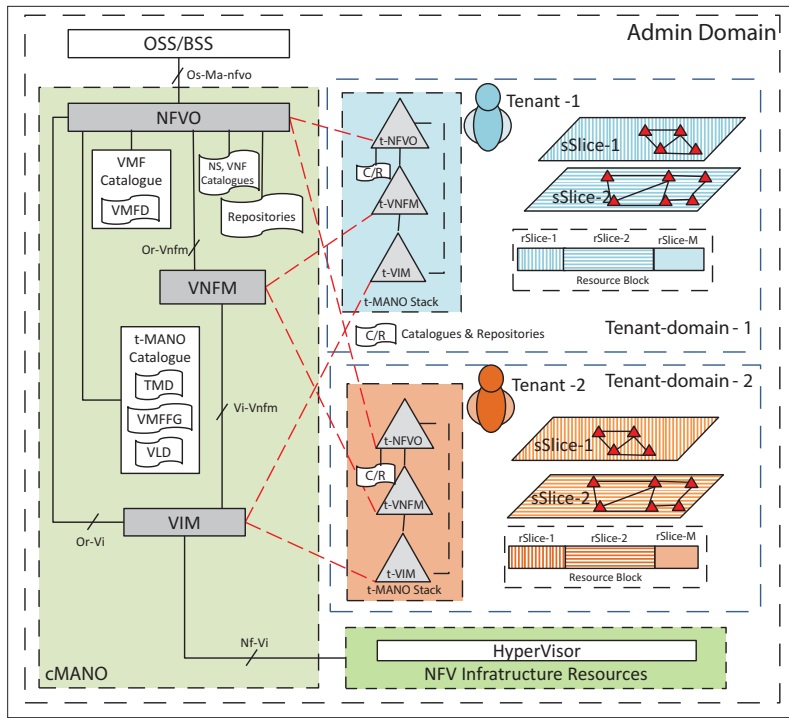 Admin Domain
OSS/BSS
Os-Ma-nfvo
NFVO
VMF
Catalogue
VMFD
NS, VNF
Catalogues
Repositories
Or-Vnfm
VNFM
t-MANO
Catalogue
TMD
VMFFG
VLD
Vi-Vnfm
VIM
Or-Vi
Nf-Vi
cMANO
t-NFVO
C/R
t-VNFM
t-VIM
t-MANO Stack
Tenant -1
sSlice-1
sSlice-2
rSlice-1
rSlice-2
rSlice-M
Resource Block
C/R
Catalogues & Repositories
Tenant-domain - 1
Tenant-domain - 2
Tenant -2
t-NFVO
C/R
t-VNFM
t-VIM
t-MANO Stack
sSlice-1
sSlice-2
rSlice-1
rSlice-2
rSlice-M
Resource Block
HyperVisor
NFV Infratructure Resources